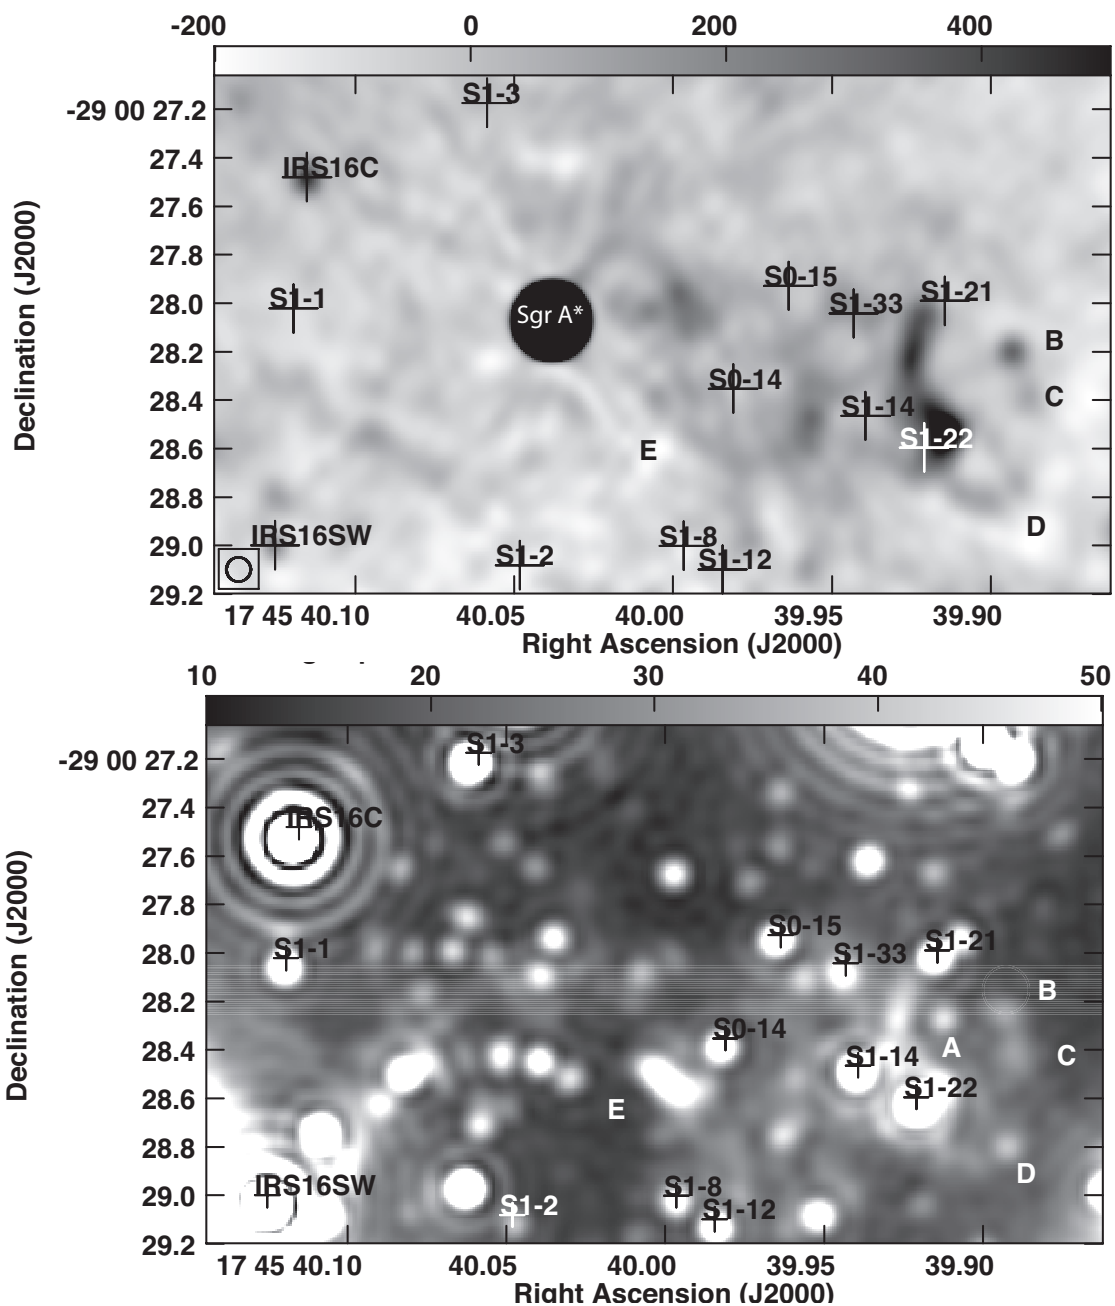 -200 0 200 400
S1-3
-29 00 27.2
27.4
IRS16C
27.6
27.8
S0-15
S1-21
28.0
S1-1
S1-33
Sgr A*
28.2
B
S0-14
C
28.4
S1-14
S1-22
28.6
E
28.8
D
IRS16SW
S1-8
29.0
S1-2
S1-12
29.2
17 45 40.10 40.05 40.00 39.95 39.90
Right Ascension (J2000)
Declination (J2000)
10 20 30 40 50
S1-3
-29 00 27.2
27.4
IRS16C
27.6
27.8
S0-15
S1-21
28.0
S1-1
S1-33
28.2
B
S0-14
A
C
28.4
S1-14
S1-22
28.6
E
28.8
D
IRS16SW
S1-8
29.0
S1-2
S1-12
29.2
17 45 40.10 40.05 40.00 39.95 39.90
Right Ascension (J2000)
Declination (J2000)